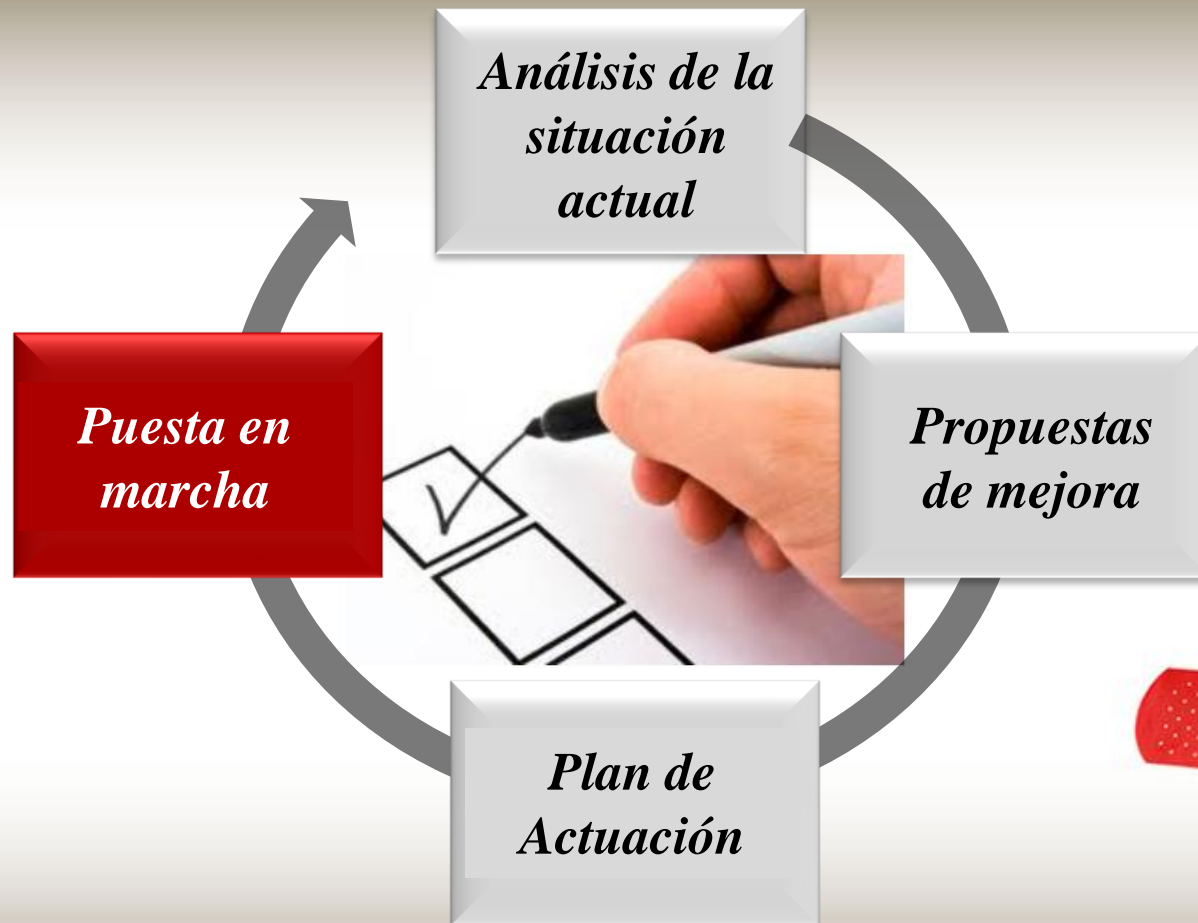 Análisis de la
situación
actual
Propuestas
de mejora
Plan de
Actuación
Puesta en
marcha